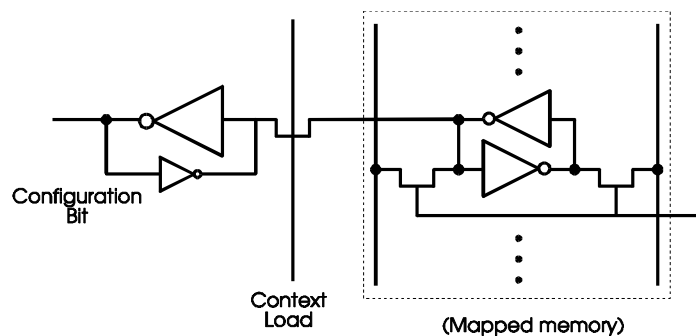 Configuration
Bit
Context
Load
(Mapped memory)